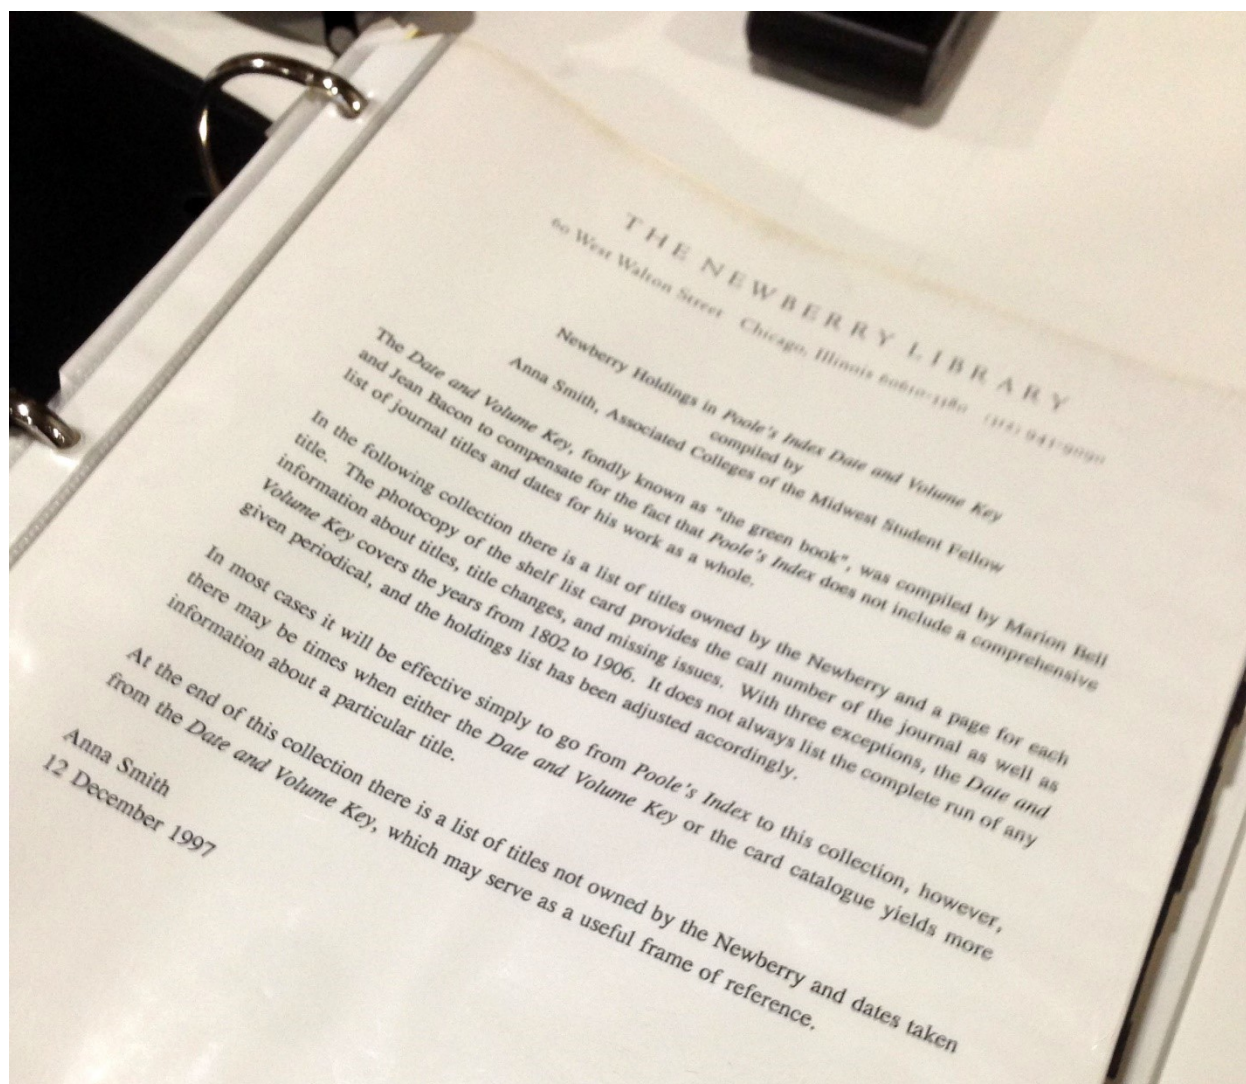 THE NEWBERRY LIBRARY
60 West Walton Street Chicago, Illinois 60610-3380 (312) 943-9090
Newberry Holdings in Poole's Index Date and Volume Key
compiled by
Anna Smith, Associated Colleges of the Midwest Student Fellow
The Date and Volume Key, fondly known as "the green book", was compiled by Marion Bell
and Jean Bacon to compensate for the fact that Poole's Index does not include a comprehensive
list of journal titles and dates for his work as a whole.
In the following collection there is a list of titles owned by the Newberry and a page for each
title. The photocopy of the shelf list card provides the call number of the journal as well as
information about titles, title changes, and missing issues. With three exceptions, the Date and
Volume Key covers the years from 1802 to 1906. It does not always list the complete run of any
given periodical, and the holdings list has been adjusted accordingly.
In most cases it will be effective simply to go from Poole's Index to this collection, however,
there may be times when either the Date and Volume Key or the card catalogue yields more
information about a particular title.
At the end of this collection there is a list of titles not owned by the Newberry and dates taken
from the Date and Volume Key, which may serve as a useful frame of reference.
Anna Smith
12 December 1997